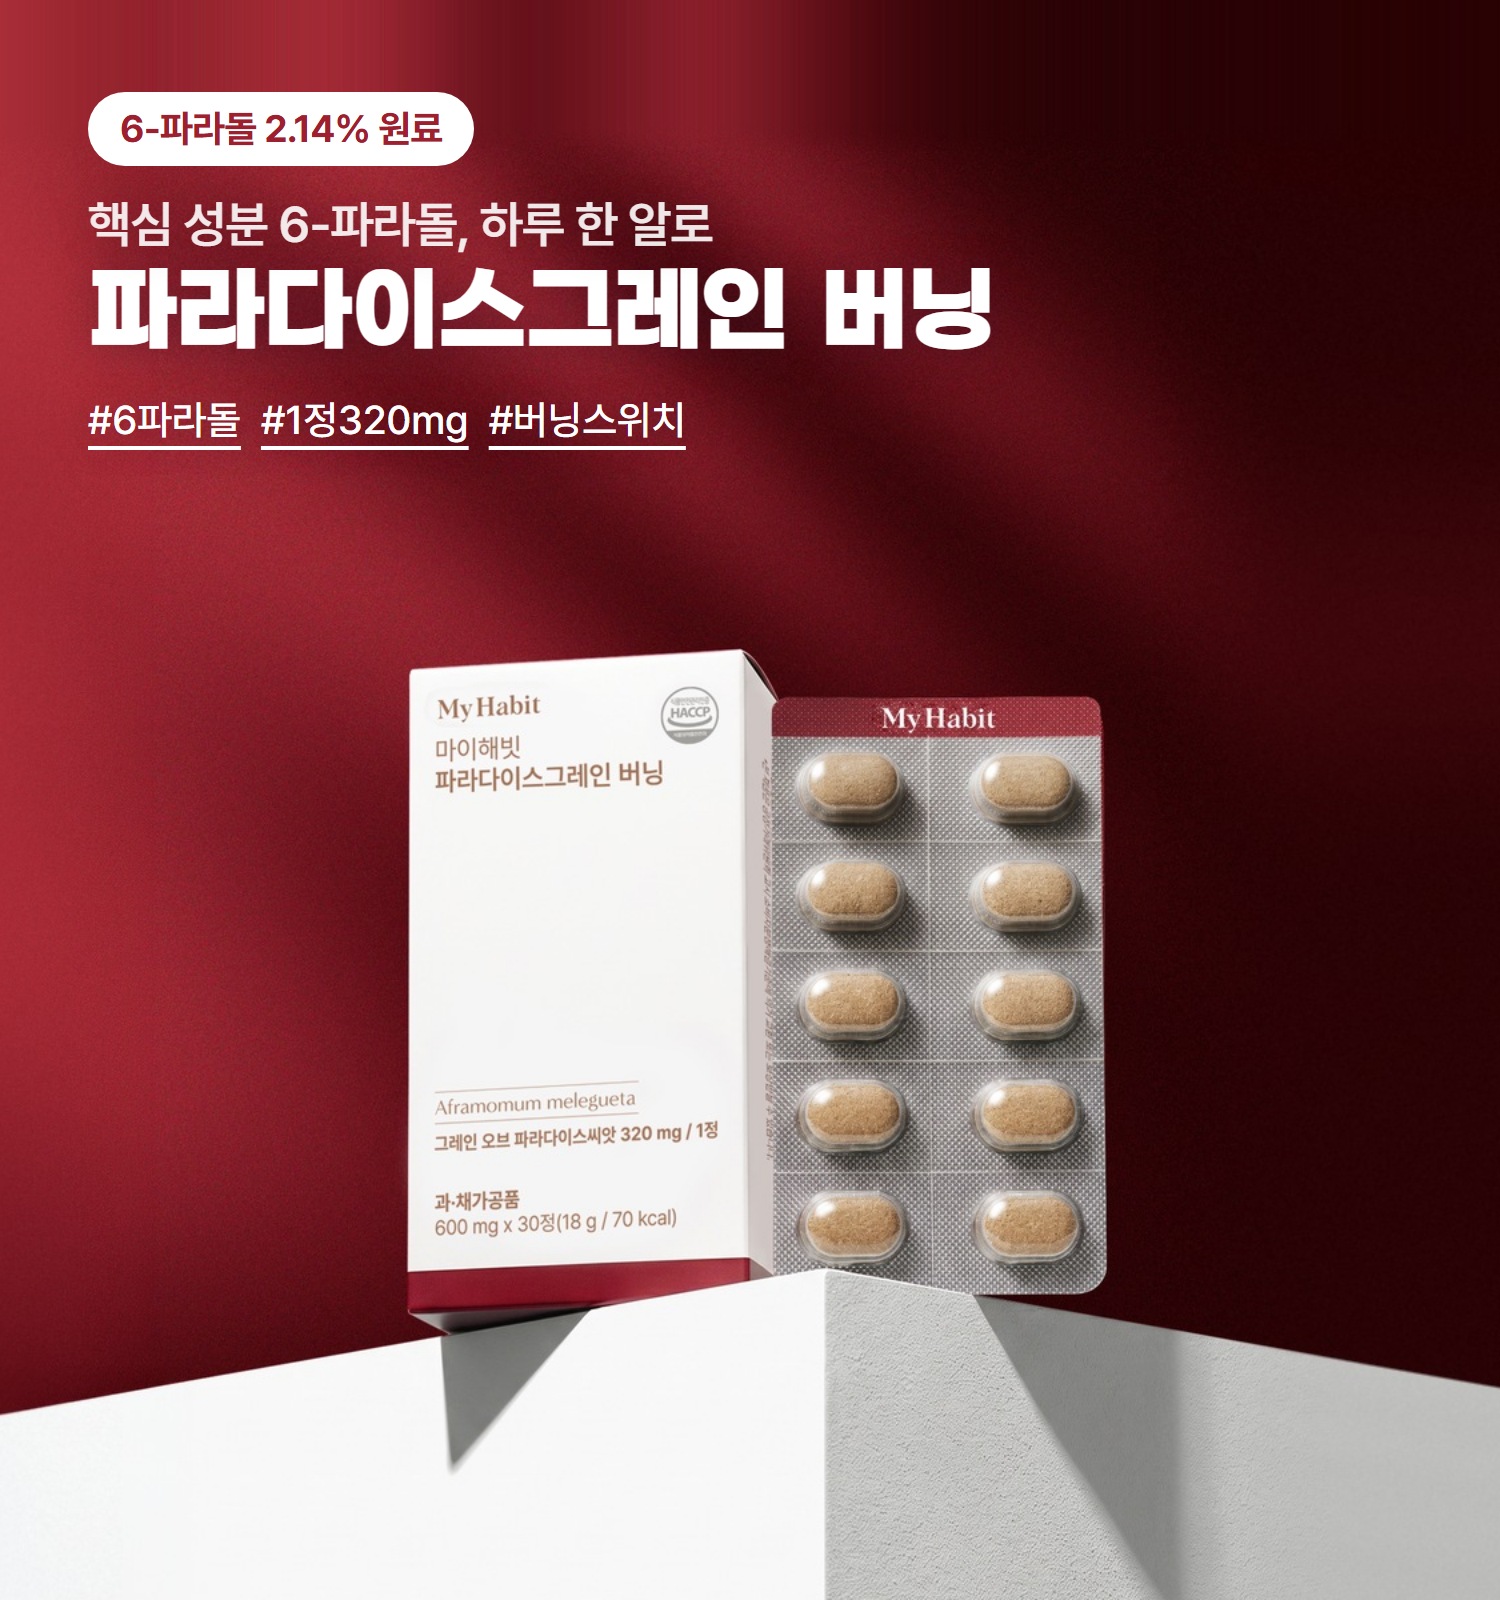 6-파라돌 2.14% 원료
핵심 성분 6-파라돌, 하루 한 알로
파라다이스그레인 버닝
#6파라돌 #1정320mg #버닝스위치
MyHabit
HACCP
마이해빗
파라다이스그레인 버닝
Aframomum melegueta
그레인 오브 파라다이스씨앗 320 mg / 1정
과·채가공품
600 mg x 30정(18 g / 70 kcal)
MyHabit